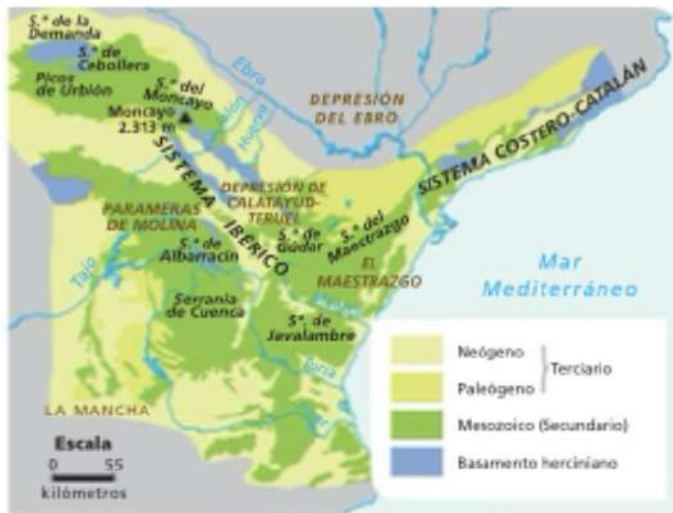 S.ª de la
Demanda
S.ª de
Cebollera
Picos
de Urbión
S.ª del
Moncayo
Moncayo
2.313 m
Ebro
Huerva
DEPRESIÓN
DEL EBRO
SISTEMA COSTERO-CATALÁN
SISTEMA IBÉRICO
DEPRESIÓN DE
CALATAYUD-
TERUEL
PARAMERAS
DE MOLINA
S.ª de
Albarracín
S.ª de
Gúdar
S.ª del
Maestrazgo
EL
MAESTRAZGO
Tajo
Serranía
de Cuenca
S.ª de
Javalambre
Turia
Mar
Mediterráneo
LA MANCHA
Escala
0 55
kilómetros
Neógeno
Paleógeno
Terciario
Mesozoico (Secundario)
Basamento herciniano